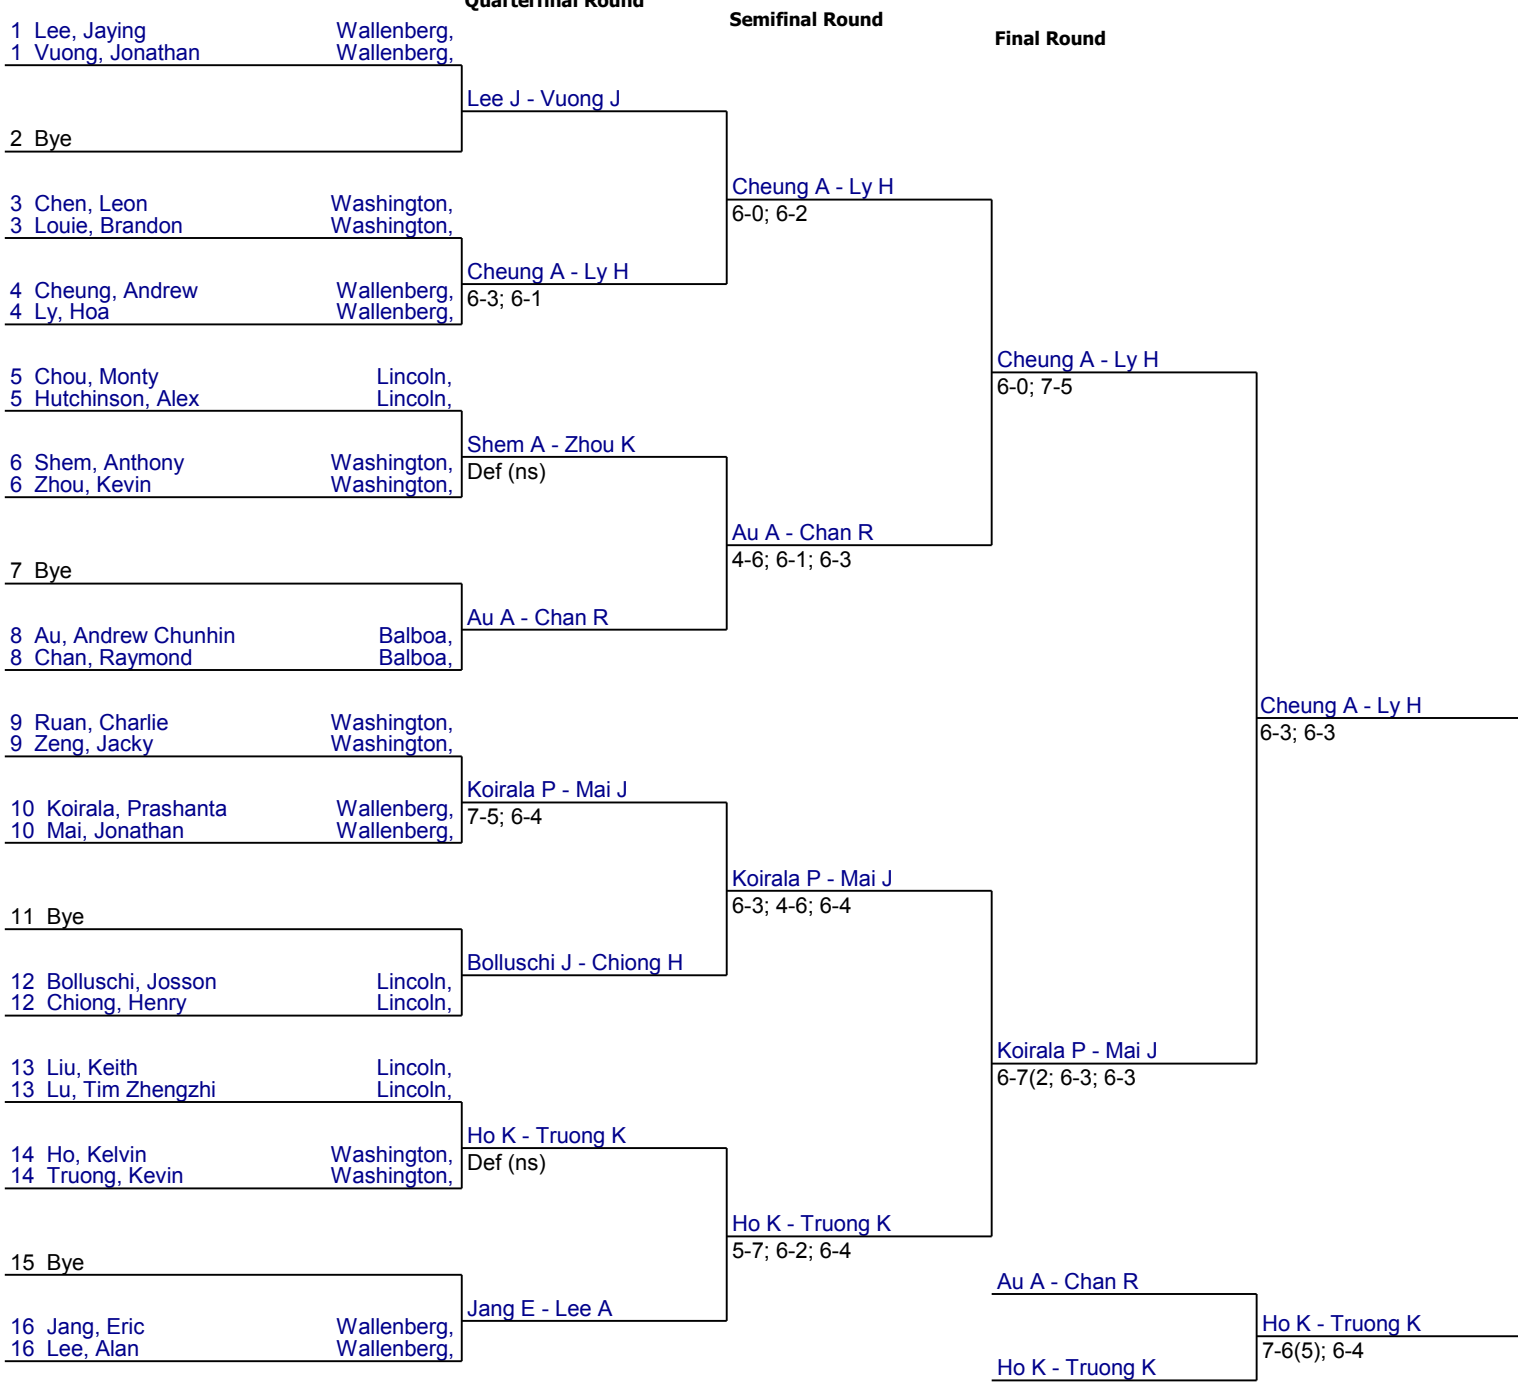 Quarterfinal Round
Semifinal Round
Final Round
1 Lee, Jaying Wallenberg,
1 Vuong, Jonathan Wallenberg,
Lee J - Vuong J
2 Bye
Cheung A - Ly H
6-0; 6-2
3 Chen, Leon Washington,
3 Louie, Brandon Washington,
Cheung A - Ly H
6-3; 6-1
4 Cheung, Andrew Wallenberg,
4 Ly, Hoa Wallenberg,
Cheung A - Ly H
6-0; 7-5
5 Chou, Monty Lincoln,
5 Hutchinson, Alex Lincoln,
Shem A - Zhou K
Def (ns)
6 Shem, Anthony Washington,
6 Zhou, Kevin Washington,
Au A - Chan R
4-6; 6-1; 6-3
7 Bye
Au A - Chan R
8 Au, Andrew Chunhin Balboa,
8 Chan, Raymond Balboa,
Cheung A - Ly H
6-3; 6-3
9 Ruan, Charlie Washington,
9 Zeng, Jacky Washington,
Koirala P - Mai J
7-5; 6-4
10 Koirala, Prashanta Wallenberg,
10 Mai, Jonathan Wallenberg,
Koirala P - Mai J
6-3; 4-6; 6-4
11 Bye
Bolluschi J - Chiong H
12 Bolluschi, Josson Lincoln,
12 Chiong, Henry Lincoln,
Koirala P - Mai J
6-7(2; 6-3; 6-3
13 Liu, Keith Lincoln,
13 Lu, Tim Zhengzhi Lincoln,
Ho K - Truong K
Def (ns)
14 Ho, Kelvin Washington,
14 Truong, Kevin Washington,
Ho K - Truong K
5-7; 6-2; 6-4
15 Bye
Jang E - Lee A
16 Jang, Eric Wallenberg,
16 Lee, Alan Wallenberg,
Au A - Chan R
Ho K - Truong K
7-6(5); 6-4
Ho K - Truong K